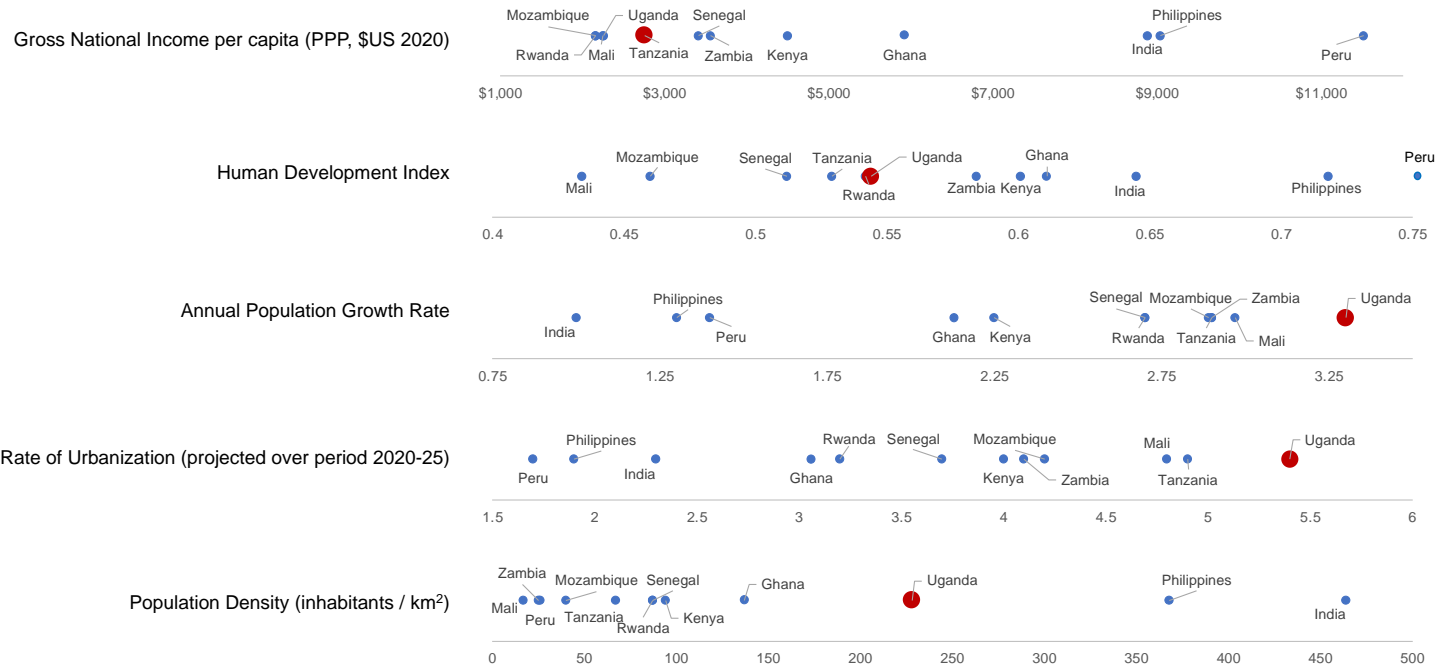 Mozambique Uganda Senegal Philippines
Gross National Income per capita (PPP, $US 2020)
Rwanda Mali Tanzania Zambia Kenya Ghana India Peru
$1,000 $3,000 $5,000 $7,000 $9,000 $11,000
Mozambique Senegal Tanzania Uganda Ghana Peru
Human Development Index
Mali Rwanda Zambia Kenya India Philippines
0.4 0.45 0.5 0.55 0.6 0.65 0.7 0.75
Philippines Senegal Mozambique Zambia Uganda
Annual Population Growth Rate
India Peru Ghana Kenya Rwanda Tanzania Mali
0.75 1.25 1.75 2.25 2.75 3.25
Philippines Rwanda Senegal Mozambique Mali Uganda
Rate of Urbanization (projected over period 2020-25)
Peru India Ghana Kenya Zambia Tanzania
1.5 2 2.5 3 3.5 4 4.5 5 5.5 6
Zambia Mozambique Senegal Ghana Uganda Philippines
Population Density (inhabitants / km²)
Mali Peru Tanzania Rwanda Kenya India
0 50 100 150 200 250 300 350 400 450 500